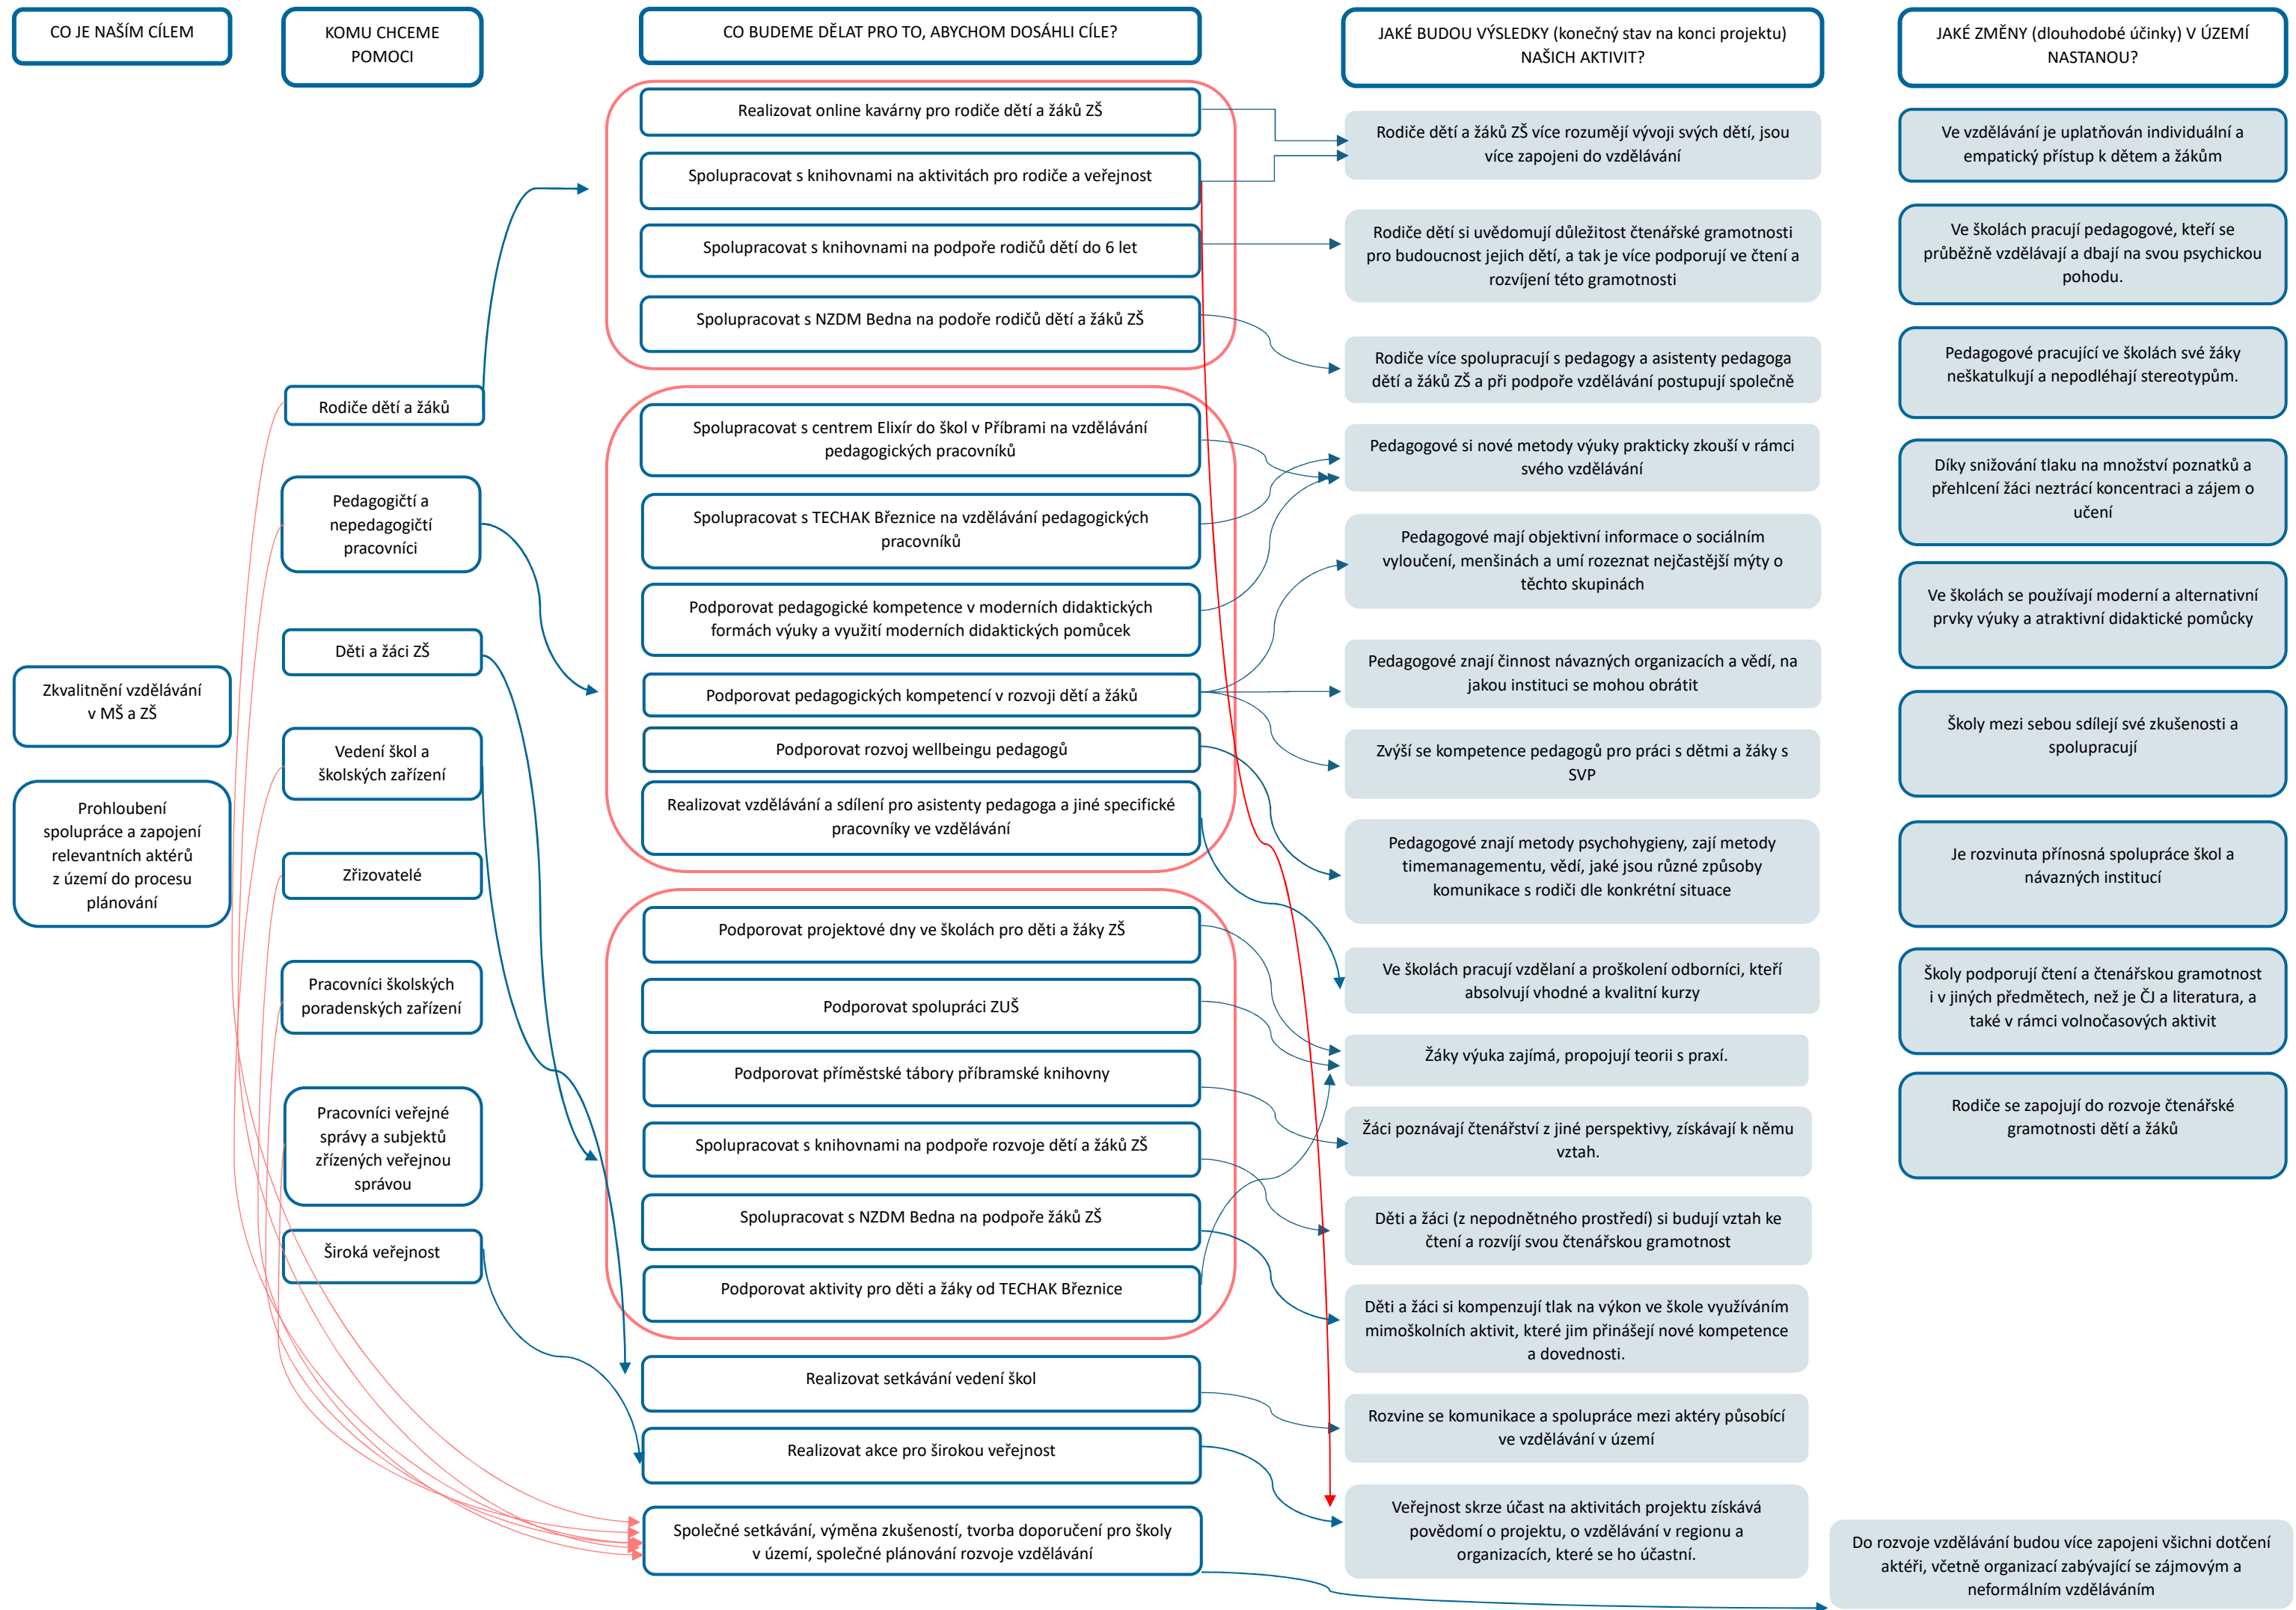 CO JE NAŠÍM CÍLEM
KOMU CHCEME
POMOCI
CO BUDEME DĚLAT PRO TO, ABYCHOM DOSÁHLI CÍLE?
JAKÉ BUDOU VÝSLEDKY (konečný stav na konci projektu)
NAŠICH AKTIVIT?
JAKÉ ZMĚNY (dlouhodobé účinky) V ÚZEMÍ
NASTANOU?
Zkvalitnění vzdělávání
v MŠ a ZŠ
Prohloubení
spolupráce a zapojení
relevantních aktérů
z území do procesu
plánování
Rodiče dětí a žáků
Pedagogičtí a
nepedagogičtí
pracovníci
Děti a žáci ZŠ
Vedení škol a
školských zařízení
Zřizovatelé
Pracovníci školských
poradenských zařízení
Pracovníci veřejné
správy a subjektů
zřízených veřejnou
správou
Široká veřejnost
Realizovat online kavárny pro rodiče dětí a žáků ZŠ
Spolupracovat s knihovnami na aktivitách pro rodiče a veřejnost
Spolupracovat s knihovnami na podpoře rodičů dětí do 6 let
Spolupracovat s NZDM Bedna na podoře rodičů dětí a žáků ZŠ
Spolupracovat s centrem Elixír do škol v Příbrami na vzdělávání
pedagogických pracovníků
Spolupracovat s TECHAK Březnice na vzdělávání pedagogických
pracovníků
Podporovat pedagogické kompetence v moderních didaktických
formách výuky a využití moderních didaktických pomůcek
Podporovat pedagogických kompetencí v rozvoji dětí a žáků
Podporovat rozvoj wellbeingu pedagogů
Realizovat vzdělávání a sdílení pro asistenty pedagoga a jiné specifické
pracovníky ve vzdělávání
Podporovat projektové dny ve školách pro děti a žáky ZŠ
Podporovat spolupráci ZUŠ
Podporovat příměstské tábory příbramské knihovny
Spolupracovat s knihovnami na podpoře rozvoje dětí a žáků ZŠ
Spolupracovat s NZDM Bedna na podpoře žáků ZŠ
Podporovat aktivity pro děti a žáky od TECHAK Březnice
Realizovat setkávání vedení škol
Realizovat akce pro širokou veřejnost
Společné setkávání, výměna zkušeností, tvorba doporučení pro školy
v území, společné plánování rozvoje vzdělávání
Rodiče dětí a žáků ZŠ více rozumějí vývoji svých dětí, jsou
více zapojeni do vzdělávání
Rodiče dětí si uvědomují důležitost čtenářské gramotnosti
pro budoucnost jejich dětí, a tak je více podporují ve čtení a
rozvíjení této gramotnosti
Rodiče více spolupracují s pedagogy a asistenty pedagoga
dětí a žáků ZŠ a při podpoře vzdělávání postupují společně
Pedagogové si nové metody výuky prakticky zkouší v rámci
svého vzdělávání
Pedagogové mají objektivní informace o sociálním
vyloučení, menšinách a umí rozeznat nejčastější mýty o
těchto skupinách
Pedagogové znají činnost návazných organizacích a vědí, na
jakou instituci se mohou obrátit
Zvýší se kompetence pedagogů pro práci s dětmi a žáky s
SVP
Pedagogové znají metody psychohygieny, zají metody
timemanagementu, vědí, jaké jsou různé způsoby
komunikace s rodiči dle konkrétní situace
Ve školách pracují vzdělaní a proškolení odborníci, kteří
absolvují vhodné a kvalitní kurzy
Žáky výuka zajímá, propojují teorii s praxí.
Žáci poznávají čtenářství z jiné perspektivy, získávají k němu
vztah.
Děti a žáci (z nepodnětného prostředí) si budují vztah ke
čtení a rozvíjí svou čtenářskou gramotnost
Děti a žáci si kompenzují tlak na výkon ve škole využíváním
mimoškolních aktivit, které jim přinášejí nové kompetence
a dovednosti.
Rozvine se komunikace a spolupráce mezi aktéry působící
ve vzdělávání v území
Veřejnost skrze účast na aktivitách projektu získává
povědomí o projektu, o vzdělávání v regionu a
organizacích, které se ho účastní.
Ve vzdělávání je uplatňován individuální a
empatický přístup k dětem a žákům
Ve školách pracují pedagogové, kteří se
průběžně vzdělávají a dbají na svou psychickou
pohodu.
Pedagogové pracující ve školách své žáky
neškatulkují a nepodléhají stereotypům.
Díky snižování tlaku na množství poznatků a
přehlcení žáci neztrácí koncentraci a zájem o
učení
Ve školách se používají moderní a alternativní
prvky výuky a atraktivní didaktické pomůcky
Školy mezi sebou sdílejí své zkušenosti a
spolupracují
Je rozvinuta přínosná spolupráce škol a
návazných institucí
Školy podporují čtení a čtenářskou gramotnost
i v jiných předmětech, než je ČJ a literatura, a
také v rámci volnočasových aktivit
Rodiče se zapojují do rozvoje čtenářské
gramotnosti dětí a žáků
Do rozvoje vzdělávání budou více zapojeni všichni dotčení
aktéři, včetně organizací zabývající se zájmovým a
neformálním vzděláváním